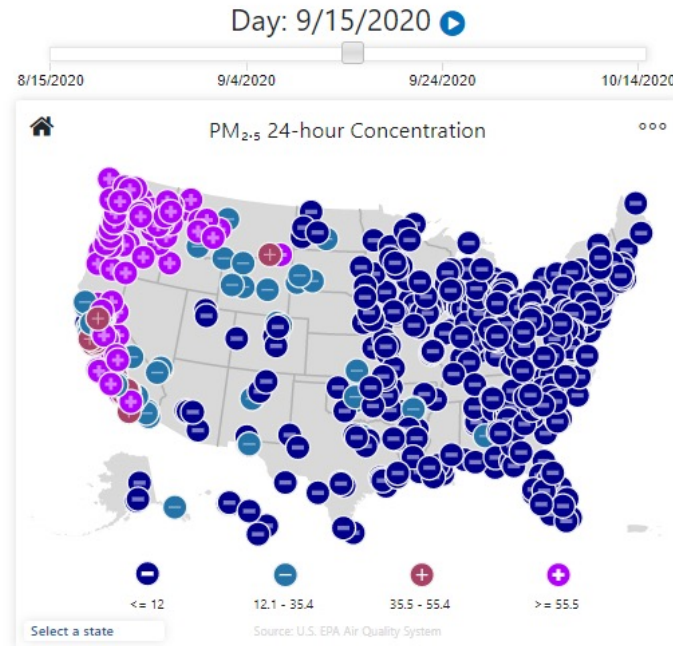 Day: 9/15/2020
8/15/2020 9/4/2020 9/24/2020 10/14/2020
PM₂.₅ 24-hour Concentration
<= 12 12.1 - 35.4 35.5 - 55.4 >= 55.5
Select a state
Source: U.S. EPA Air Quality System